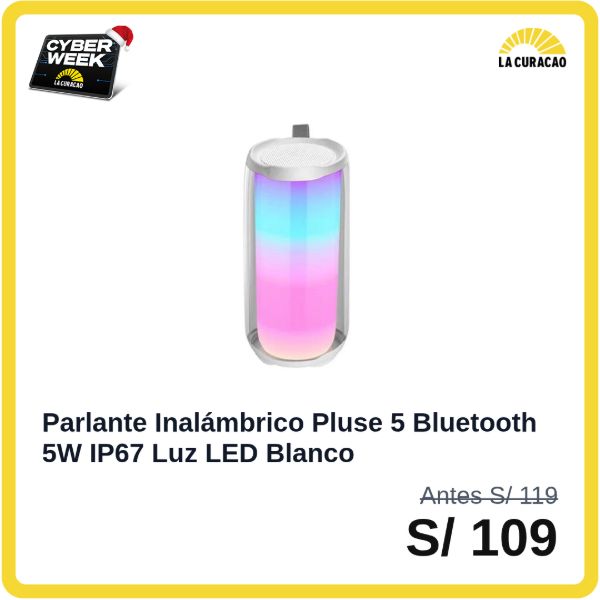 CYBER
WEEK
LA CURACAO
LA CURACAO
Parlante Inalámbrico Pluse 5 Bluetooth
5W IP67 Luz LED Blanco
Antes S/ 119
S/ 109